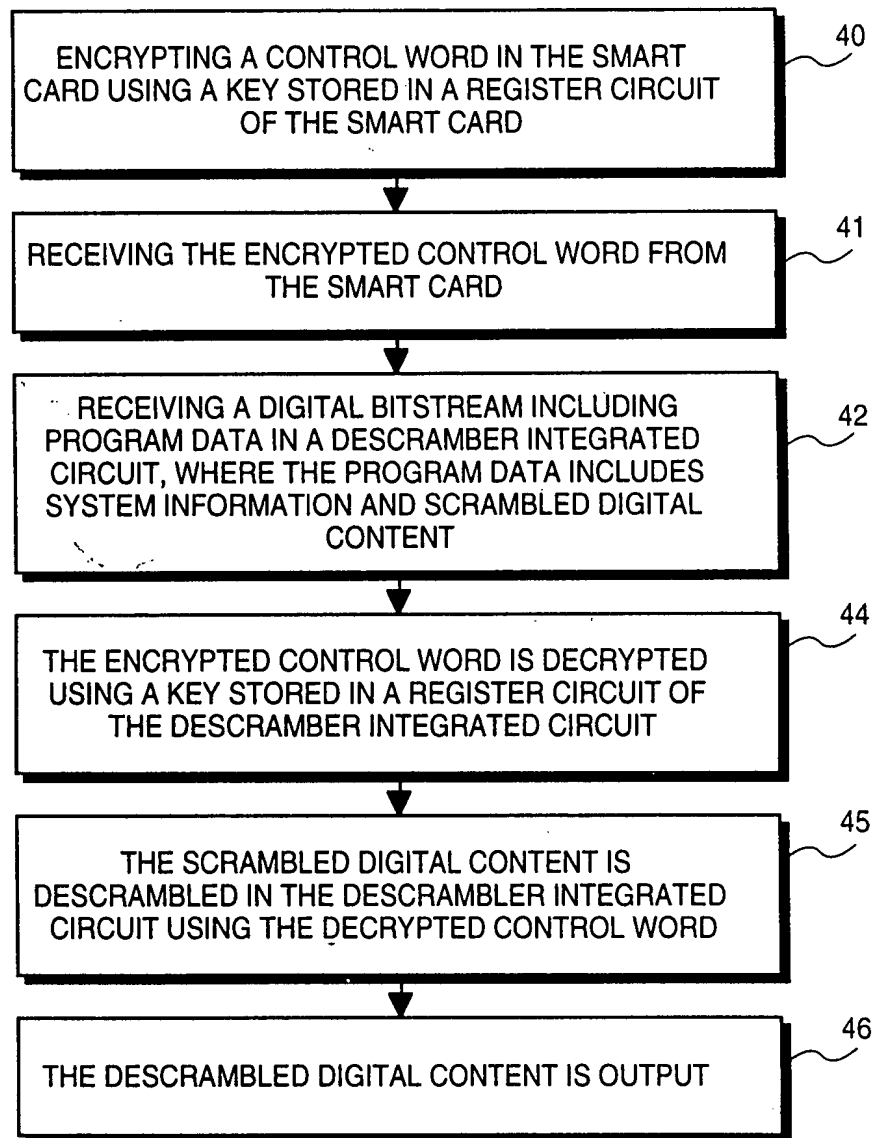 ENCRYPTING A CONTROL WORD IN THE SMART
CARD USING A KEY STORED IN A REGISTER CIRCUIT
OF THE SMART CARD
40
RECEIVING THE ENCRYPTED CONTROL WORD FROM
THE SMART CARD
41
RECEIVING A DIGITAL BITSTREAM INCLUDING
PROGRAM DATA IN A DESCRAMBER INTEGRATED
CIRCUIT, WHERE THE PROGRAM DATA INCLUDES
SYSTEM INFORMATION AND SCRAMBLED DIGITAL
CONTENT
42
THE ENCRYPTED CONTROL WORD IS DECRYPTED
USING A KEY STORED IN A REGISTER CIRCUIT OF
THE DESCRAMBER INTEGRATED CIRCUIT
44
THE SCRAMBLED DIGITAL CONTENT IS
DESCRAMBLED IN THE DESCRAMBLER INTEGRATED
CIRCUIT USING THE DECRYPTED CONTROL WORD
45
THE DESCRAMBLED DIGITAL CONTENT IS OUTPUT
46